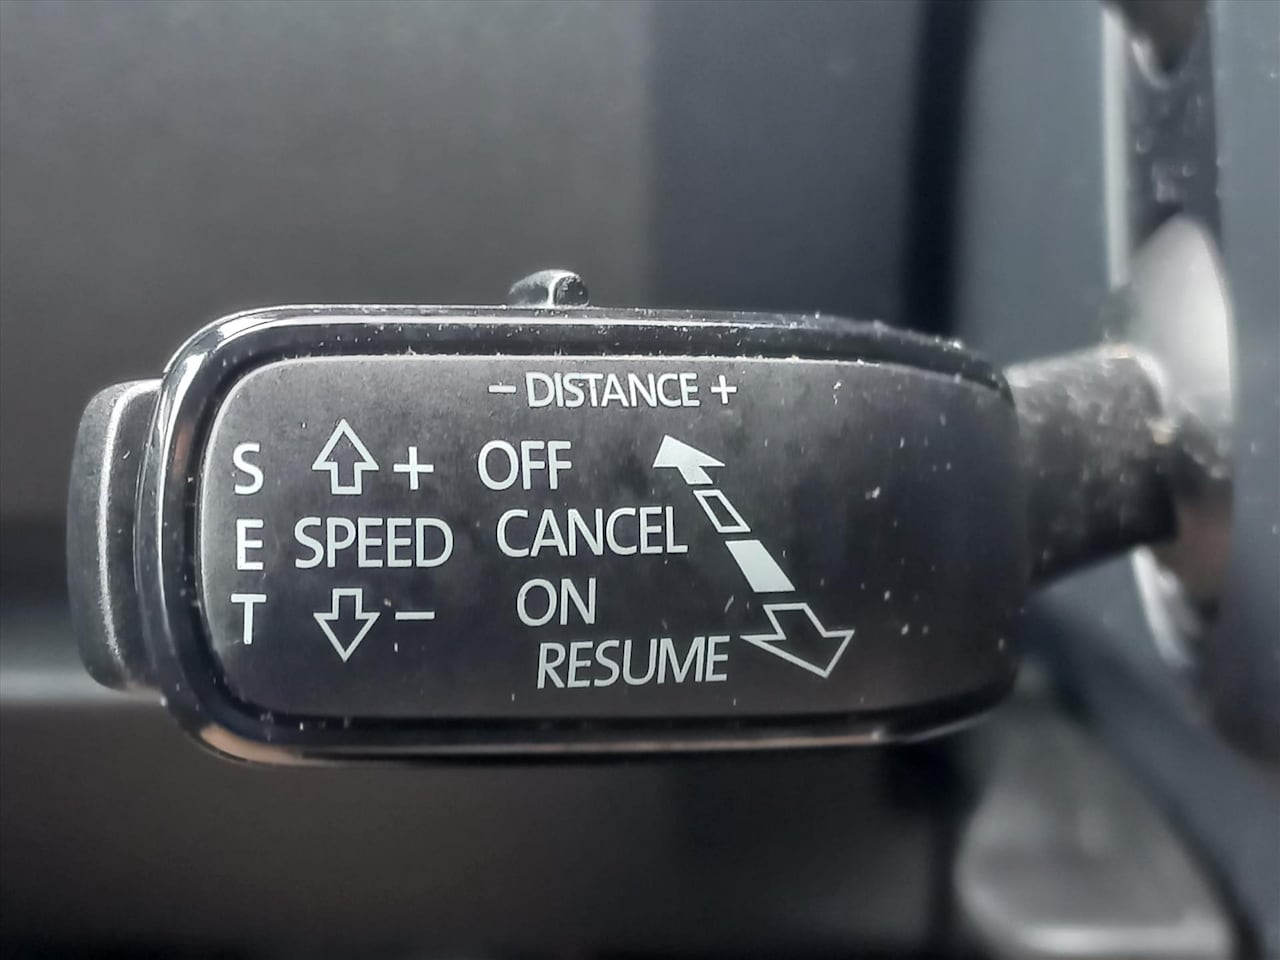 - DISTANCE +
S + OFF
E SPEED CANCEL
T - ON
RESUME